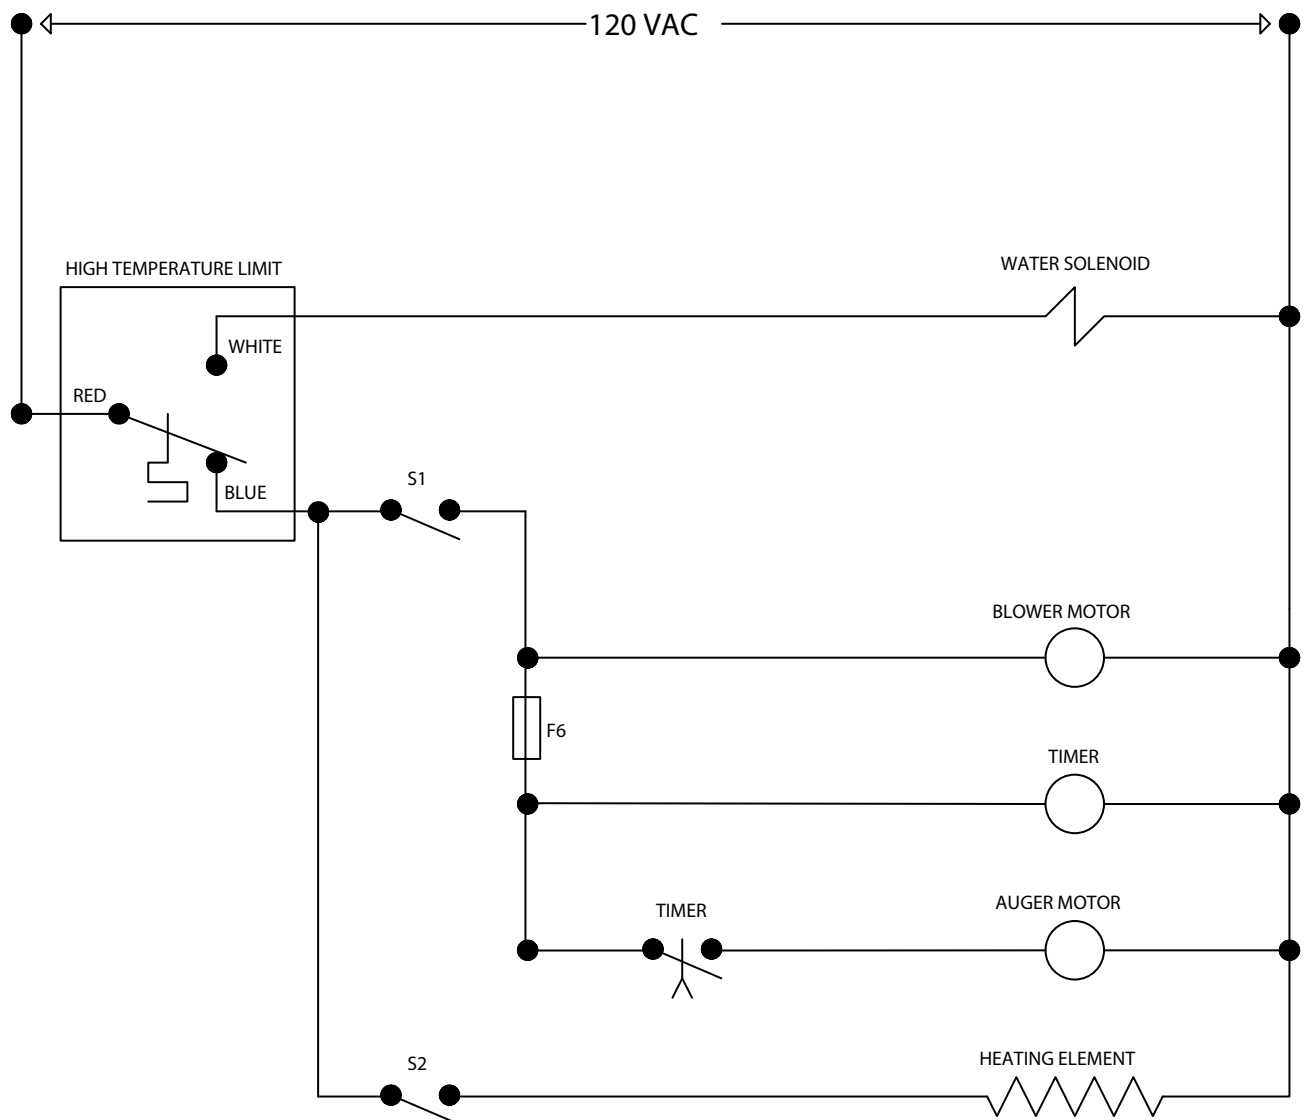 120 VAC
HIGH TEMPERATURE LIMIT
WATER SOLENOID
WHITE
RED
BLUE
S1
BLOWER MOTOR
F6
TIMER
TIMER
AUGER MOTOR
S2
HEATING ELEMENT